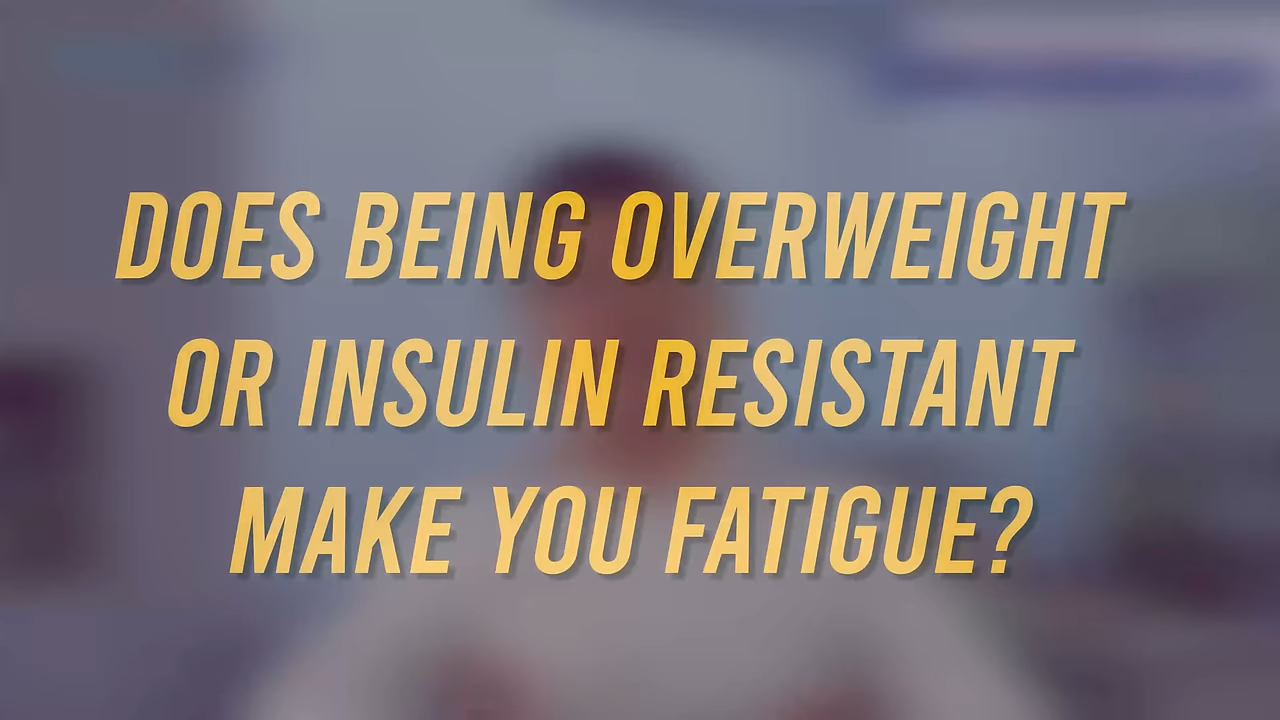 DOES BEING OVERWEIGHT
OR INSULIN RESISTANT
MAKE YOU FATIGUE?